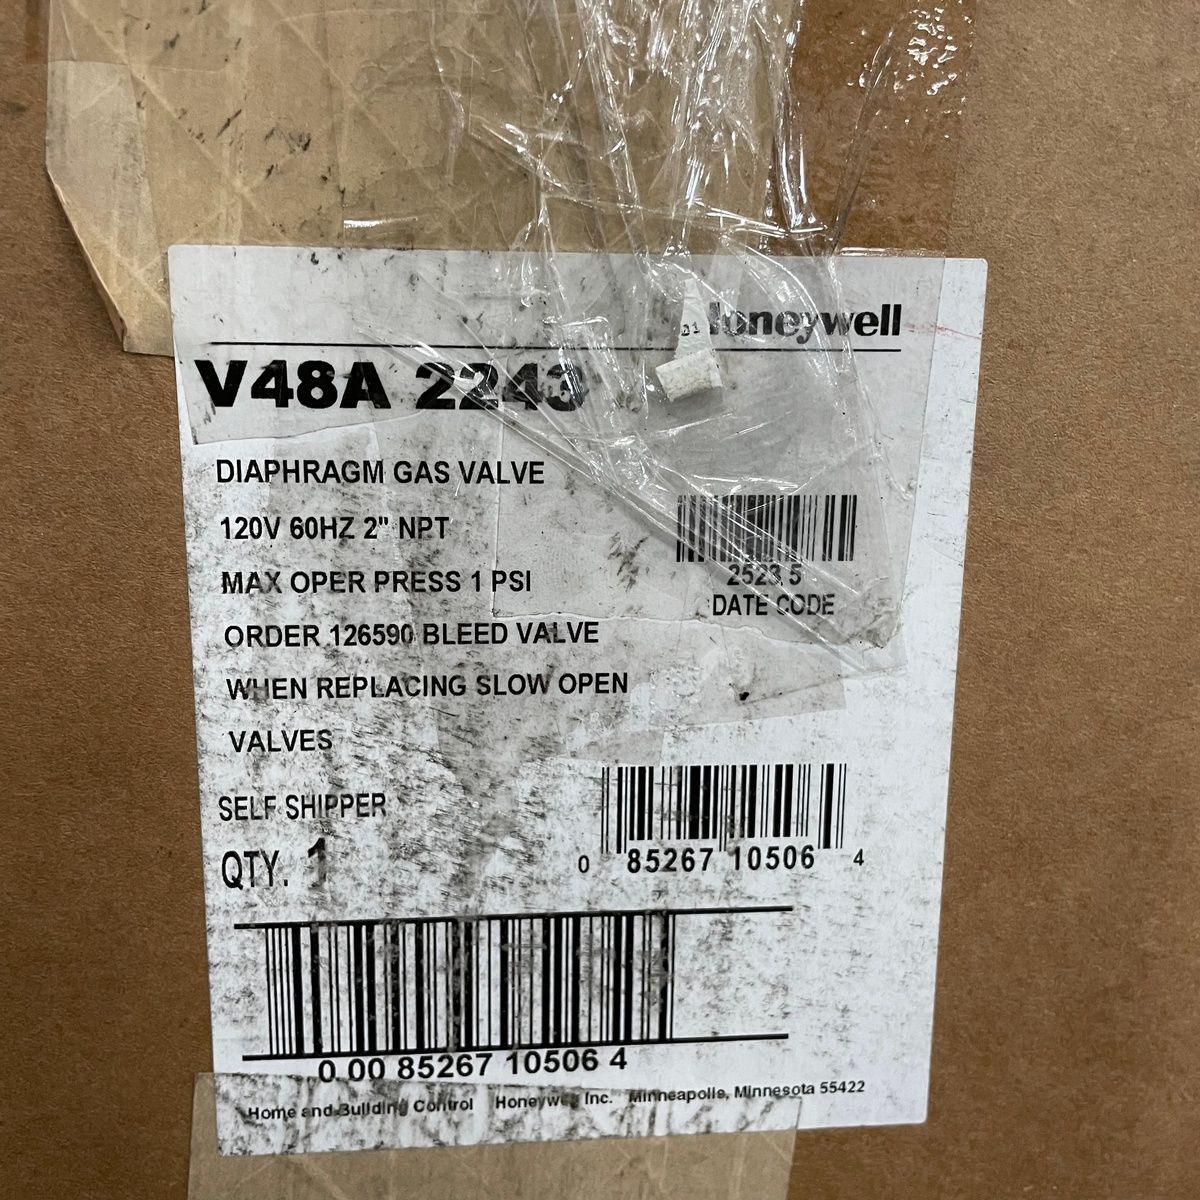 Honeywell
V48A 2243
DIAPHRAGM GAS VALVE
120V 60HZ 2" NPT
MAX OPER PRESS 1 PSI
2523,5
DATE CODE
ORDER 126590 BLEED VALVE
WHEN REPLACING SLOW OPEN
VALVES
SELF SHIPPER
QTY. 1
0 85267 10506 4
0 00 85267 10506 4
Home and Building Control Honeywell Inc. Minneapolis, Minnesota 55422